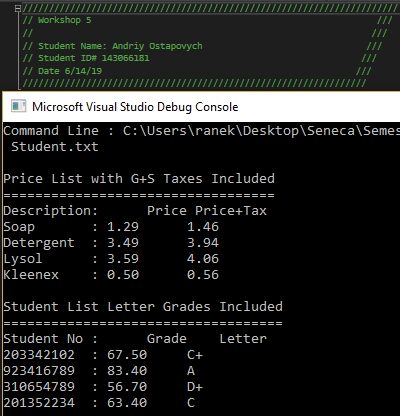 ////////////////////////////////////////////////////////////////
// Workshop 5 ///
// ///
// Student Name: Andriy Ostapovych ///
// Student ID# 143066181 ///
// Date 6/14/19 ///
///////////////////////////////////////////////////////////
Microsoft Visual Studio Debug Console
Command Line : C:\Users\ranek\Desktop\Seneca\Semes
Student.txt
Price List with G+S Taxes Included
==================================
Description: Price Price+Tax
Soap : 1.29 1.46
Detergent : 3.49 3.94
Lysol : 3.59 4.06
Kleenex : 0.50 0.56
Student List Letter Grades Included
===================================
Student No : Grade Letter
203342102 : 67.50 C+
923416789 : 83.40 A
310654789 : 56.70 D+
201352234 : 63.40 C